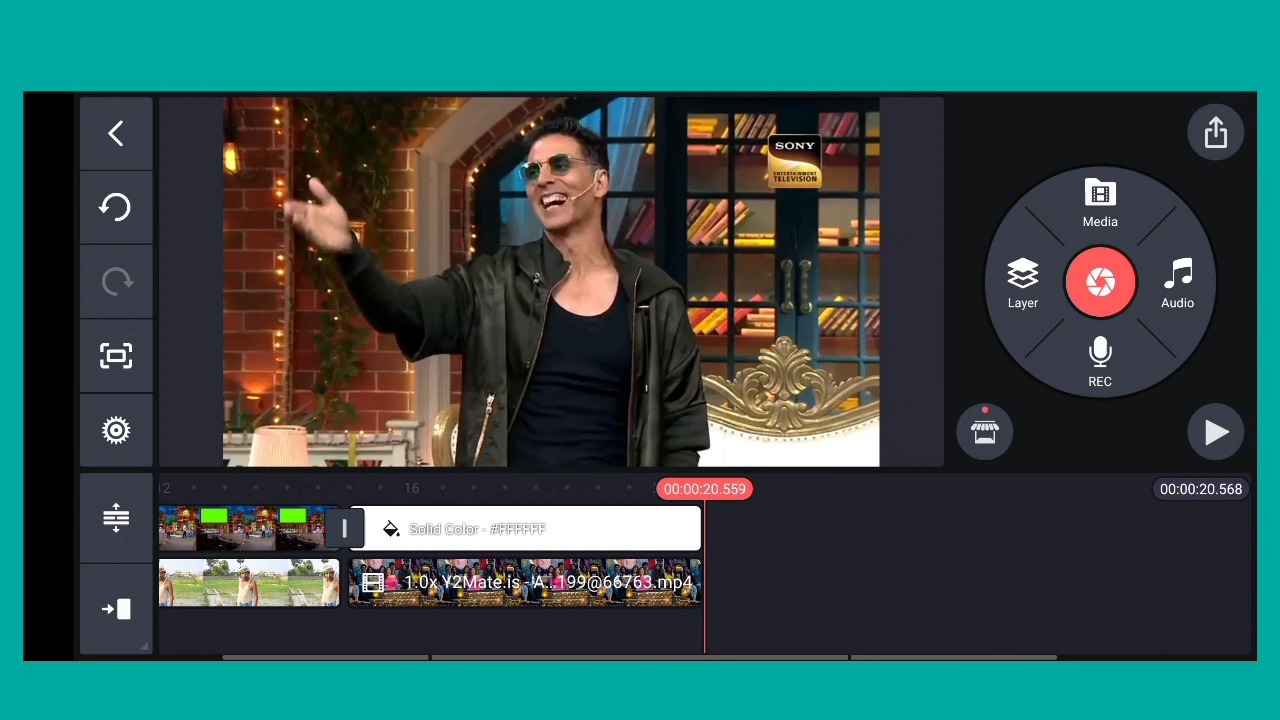 SONY
ENTERTAINMENT
TELEVISION
Media
Layer
Audio
REC
12
16
00:00:20.559
00:00:20.568
Solid Color - #FFFFFF
1.0x Y2Mate.is - A...199@66763.mp4